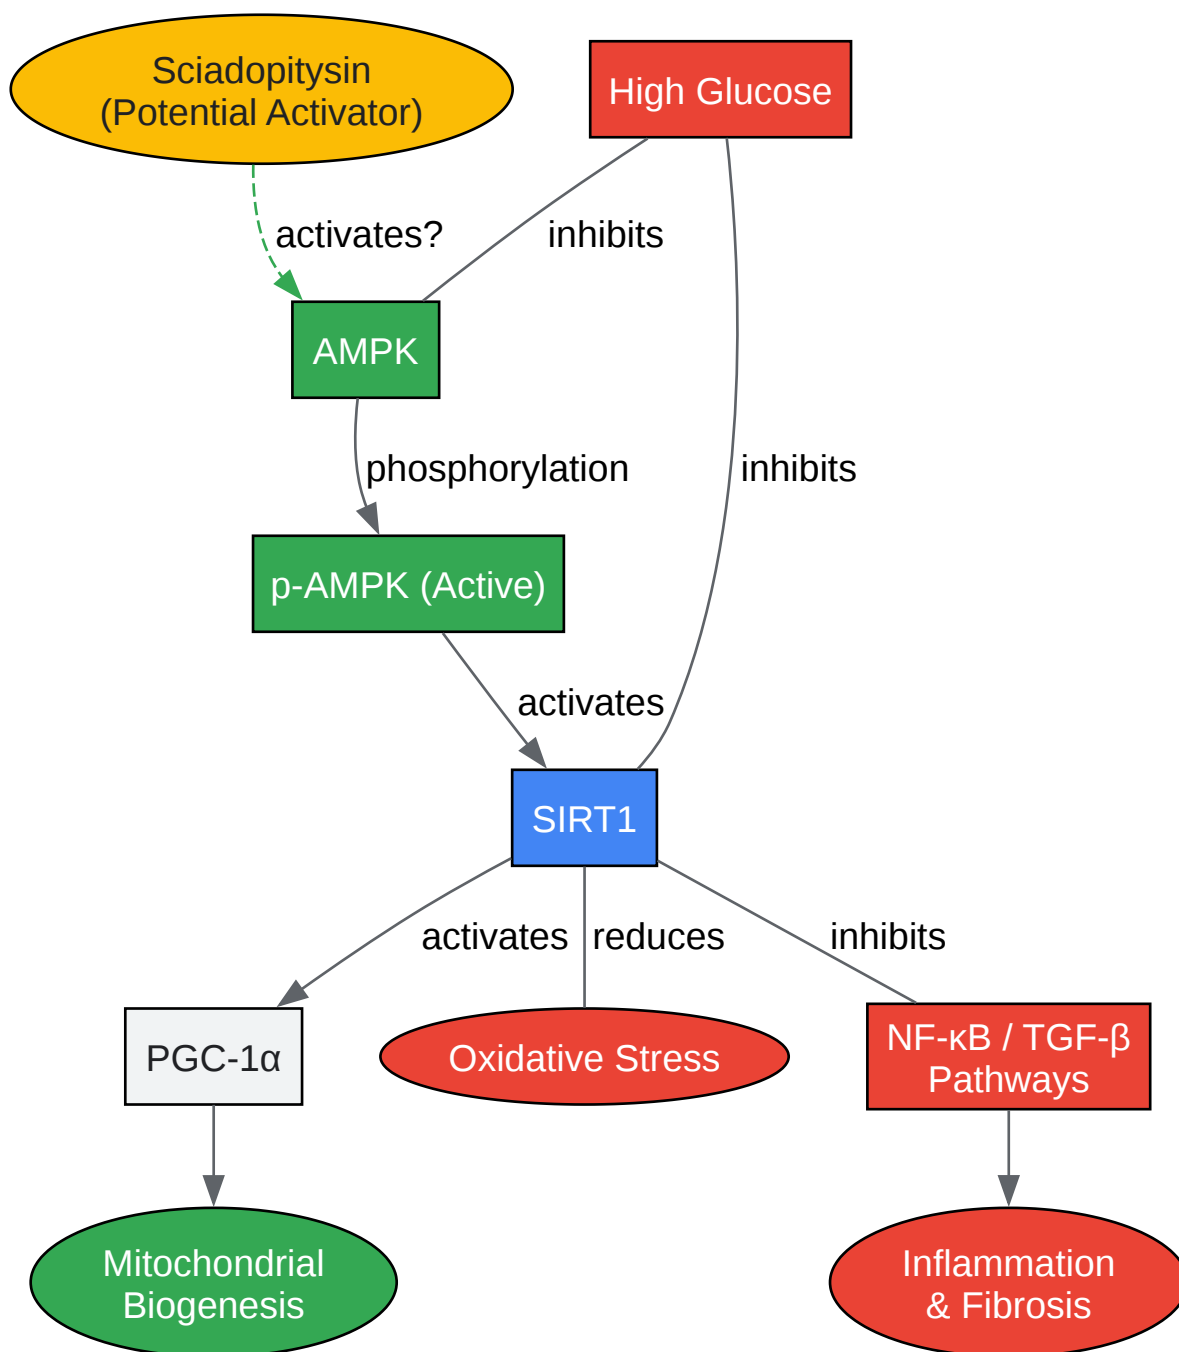 Sciadopitysin
(Potential Activator)
High Glucose
activates?
inhibits
AMPK
phosphorylation
inhibits
p-AMPK (Active)
activates
SIRT1
activates
reduces
inhibits
PGC-1α
Oxidative Stress
NF-κB / TGF-β
Pathways
Mitochondrial
Biogenesis
Inflammation
& Fibrosis